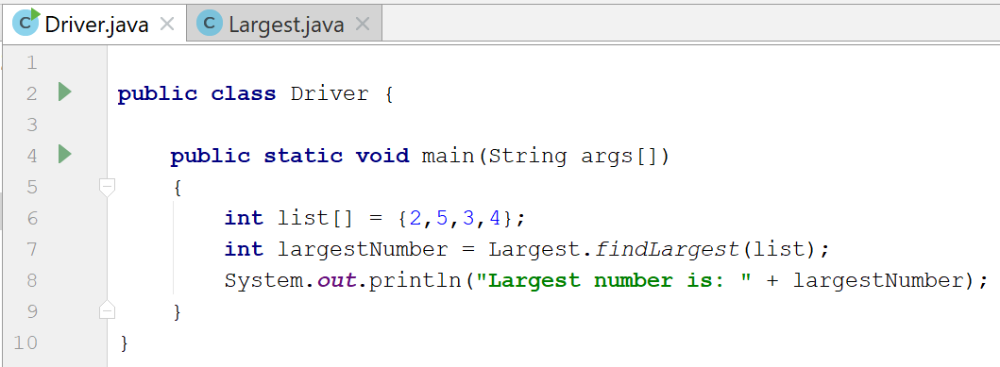 C Driver.java × C Largest.java ×
1
2 public class Driver {
3
4 public static void main(String args[])
5 {
6 int list[] = {2,5,3,4};
7 int largestNumber = Largest.findLargest(list);
8 System.out.println("Largest number is: " + largestNumber);
9 }
10 }